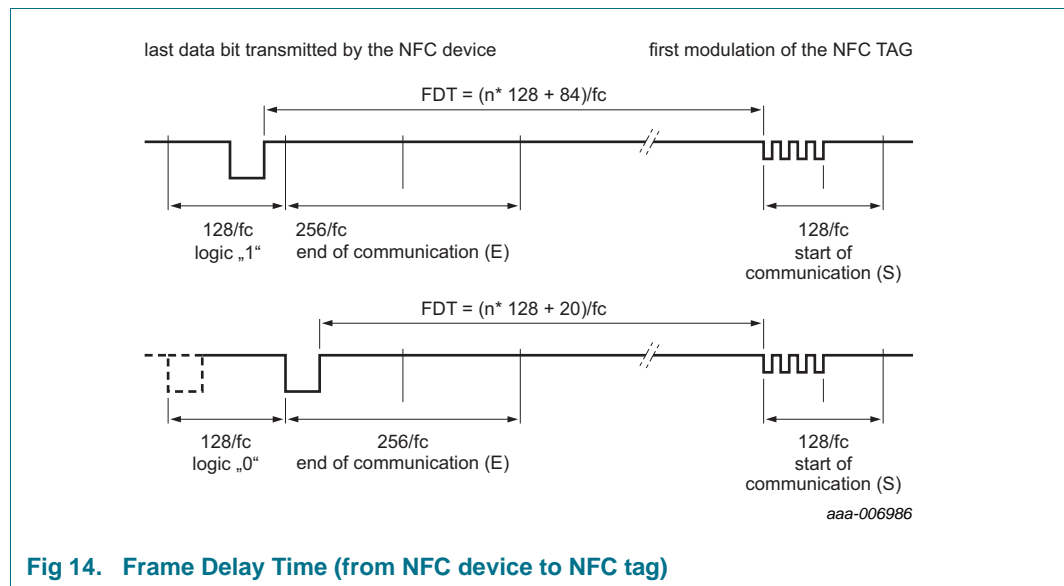 last data bit transmitted by the NFC device
first modulation of the NFC TAG
FDT = (n* 128 + 84)/fc
128/fc
logic „1“
256/fc
end of communication (E)
128/fc
start of
communication (S)
FDT = (n* 128 + 20)/fc
128/fc
logic „0“
256/fc
end of communication (E)
128/fc
start of
communication (S)
aaa-006986
Fig 14. Frame Delay Time (from NFC device to NFC tag)